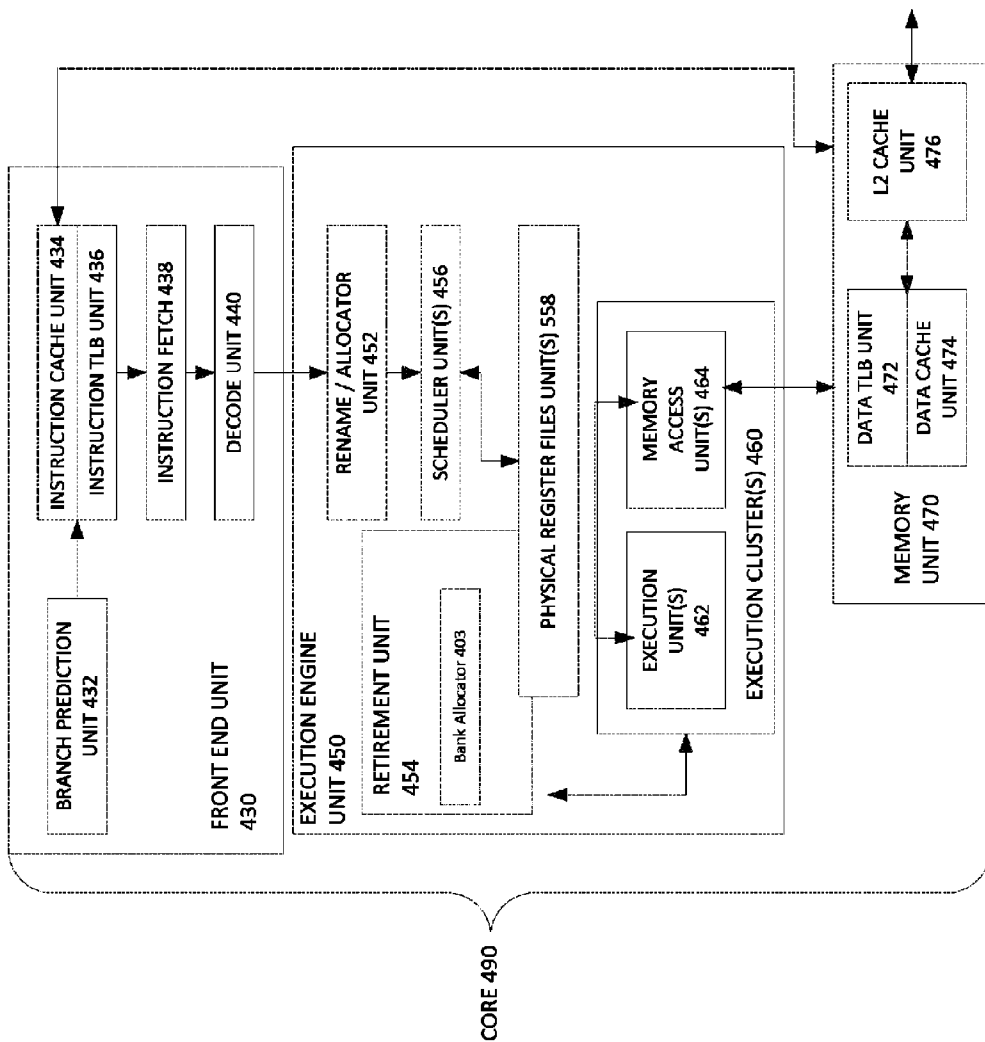 BRANCH PREDICTION
UNIT 432
INSTRUCTION CACHE UNIT 434
INSTRUCTION TLB UNIT 436
INSTRUCTION FETCH 438
DECODE UNIT 440
FRONT END UNIT
430
EXECUTION ENGINE
UNIT 450
RENAME / ALLOCATOR
UNIT 452
RETIREMENT UNIT
454
SCHEDULER UNIT(S) 456
Bank Allocator 403
PHYSICAL REGISTER FILES UNIT(S) 558
EXECUTION
UNIT(S)
462
MEMORY
ACCESS
UNIT(S) 464
EXECUTION CLUSTER(S) 460
MEMORY
UNIT 470
DATA TLB UNIT
472
DATA CACHE
UNIT 474
L2 CACHE
UNIT
476
CORE 490